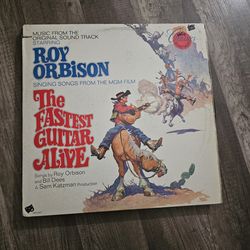 MUSIC FROM THE
ORIGINAL SOUND TRACK
STARRING
ROY
ORBISON
SINGING SONGS FROM THE MGM FILM
The
FASTEST
GUITAR
ALIVE
Songs by Roy Orbison
and Bill Dees
A Sam Katzman Production